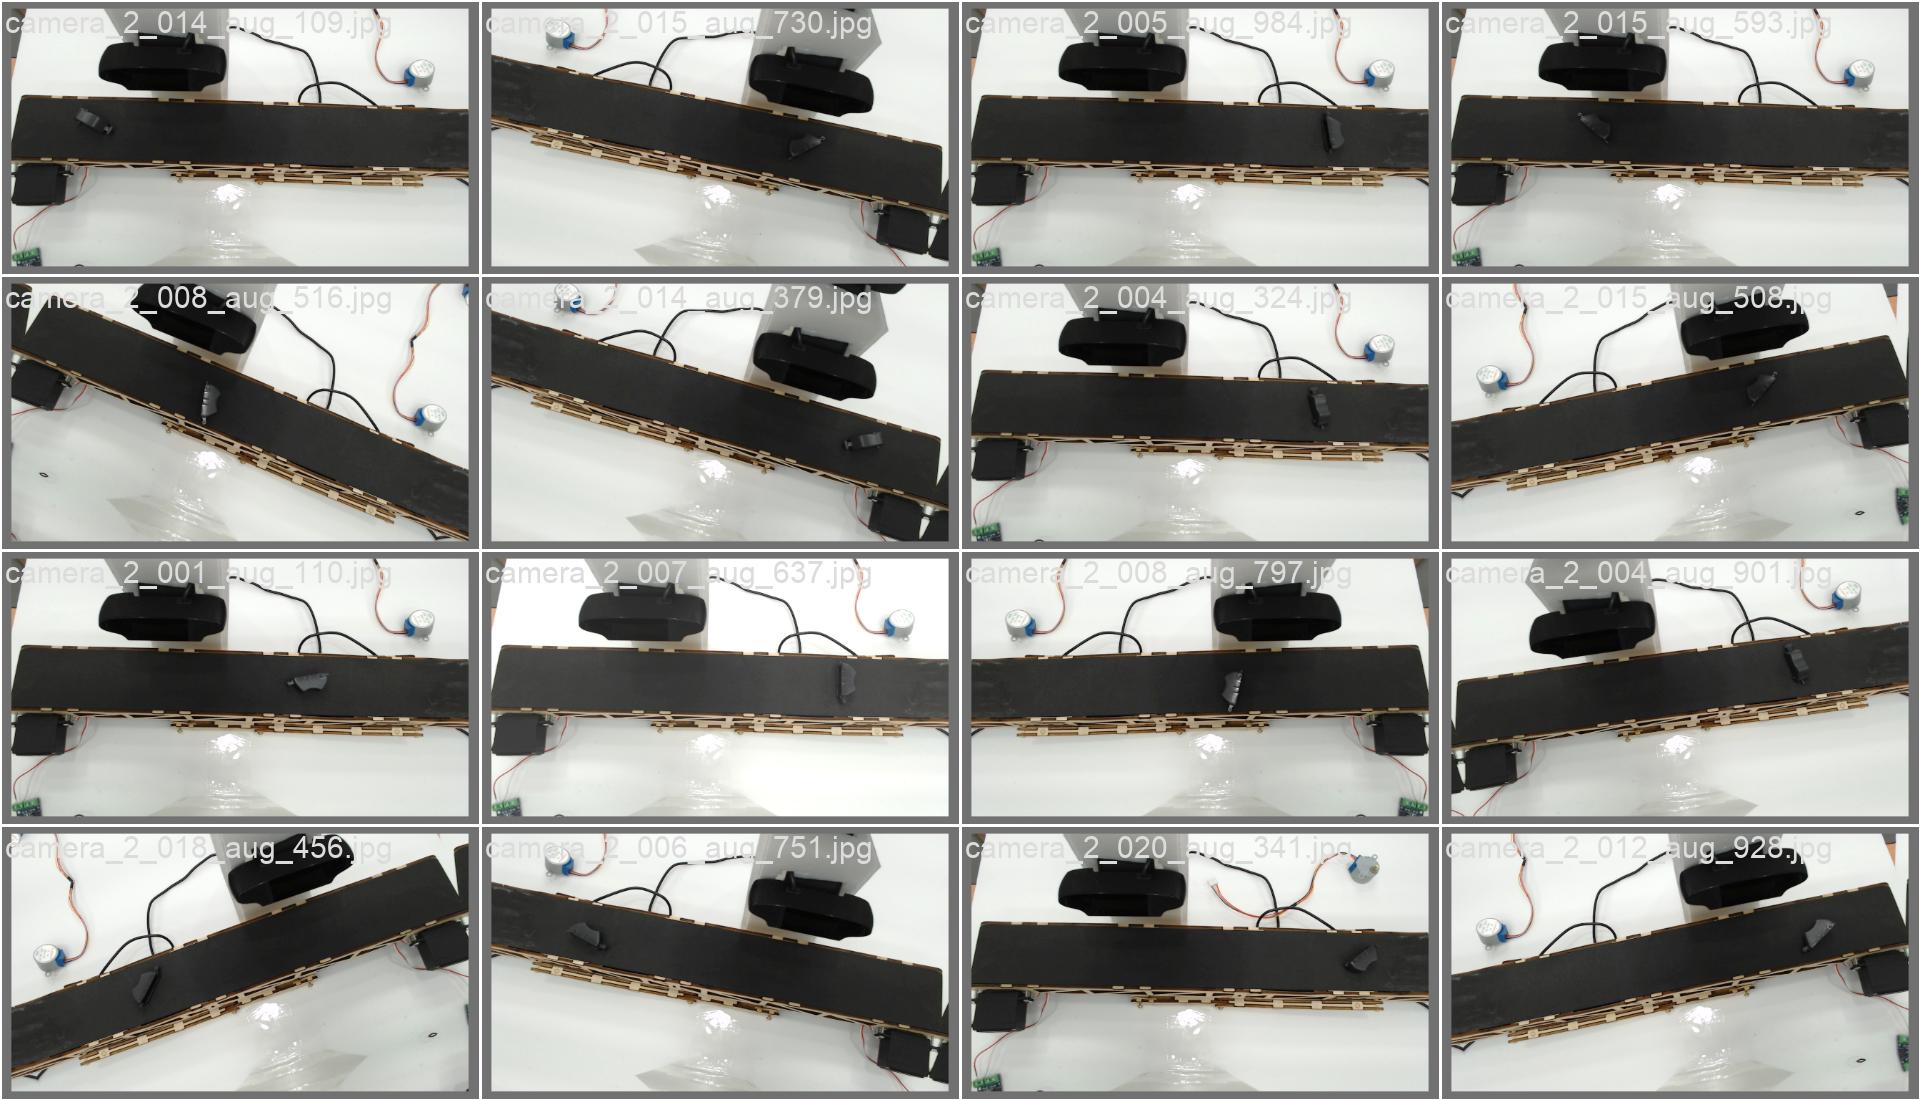 camera_2_014_aug_109.jpg
camera_2_015_aug_730.jpg
camera_2_005_aug_984.jpg
camera_2_015_aug_593.jpg
camera_2_008_aug_516.jpg
camera_2_014_aug_379.jpg
camera_2_004_aug_324.jpg
camera_2_015_aug_508.jpg
camera_2_001_aug_110.jpg
camera_2_007_aug_637.jpg
camera_2_008_aug_797.jpg
camera_2_004_aug_901.jpg
camera_2_018_aug_456.jpg
camera_2_006_aug_751.jpg
camera_2_020_aug_341.jpg
camera_2_012_aug_928.jpg